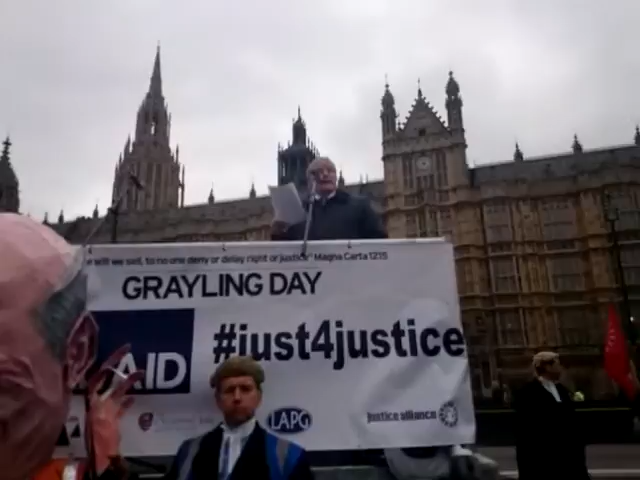 will we sell, to no one deny or delay right or justice" Magna Carta 1215
GRAYLING DAY
#just4justice
AID
LAPG
justice alliance